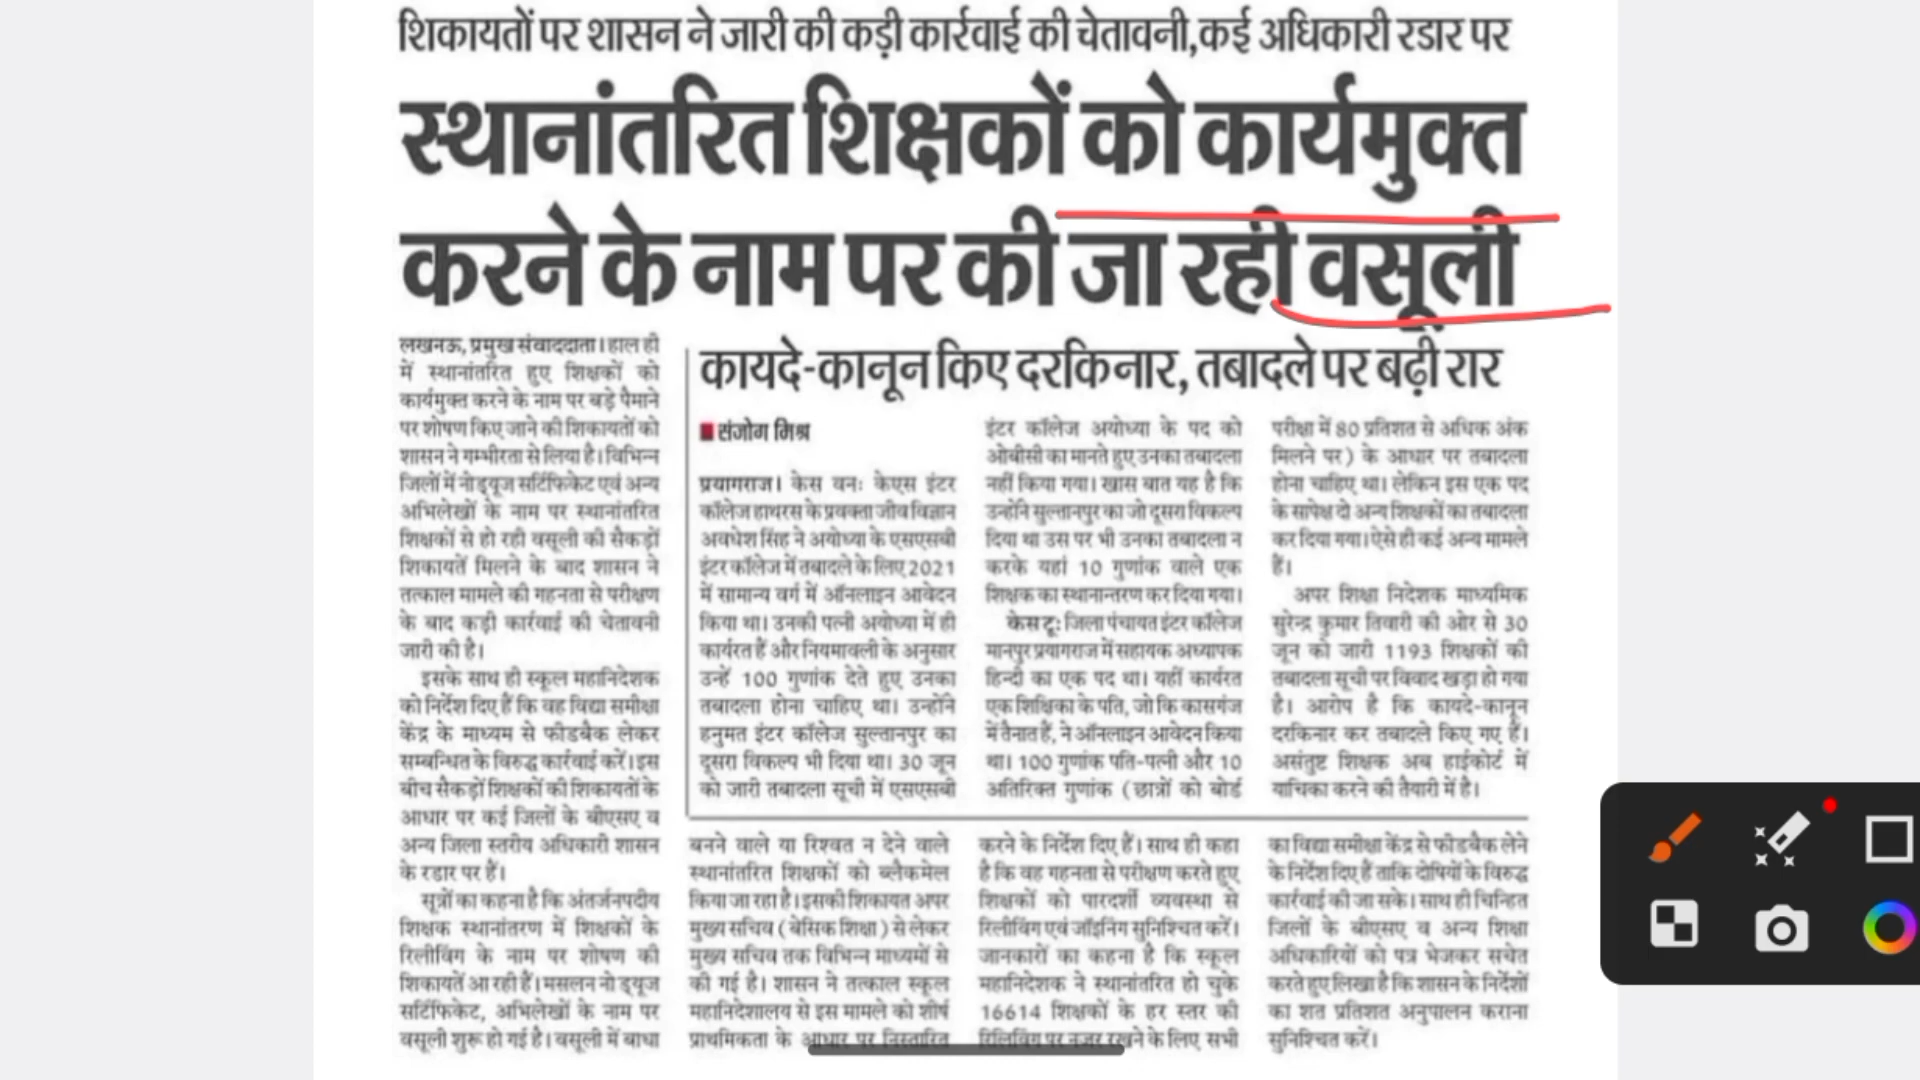 शिकायतों पर शासन ने जारी की कड़ी कार्रवाई की चेतावनी,कई अधिकारी रडार पर
स्थानांतरित शिक्षकों को कार्यमुक्त
करने के नाम पर की जा रही वसूली
लखनऊ, प्रमुख संवाददाता। हाल ही
में स्थानांतरित हुए शिक्षकों को
कार्यमुक्त करने के नाम पर बड़े पैमाने
पर शोषण किए जाने की शिकायतों को
शासन ने गम्भीरता से लिया है। विभिन्न
जिलों में नोड्यूज सर्टिफिकेट एवं अन्य
अभिलेखों के नाम पर स्थानांतरित
शिक्षकों से हो रही वसूली की सैकड़ों
शिकायतें मिलने के बाद शासन ने
तत्काल मामले की गहनता से परीक्षण
के बाद कड़ी कार्रवाई की चेतावनी
जारी की है।
इसके साथ ही स्कूल महानिदेशक
को निर्देश दिए हैं कि वह विद्या समीक्षा
केंद्र के माध्यम से फीडबैक लेकर
सम्बन्धित के विरुद्ध कार्रवाई करें। इस
बीच सैकड़ों शिक्षकों की शिकायतों के
आधार पर कई जिलों के बीएसए व
अन्य जिला स्तरीय अधिकारी शासन
के रडार पर हैं।
सूत्रों का कहना है कि अंतर्जनपदीय
शिक्षक स्थानांतरण में शिक्षकों के
रिलीविंग के नाम पर शोषण की
शिकायतें आ रही हैं। मसलन नो ड्यूज
सर्टिफिकेट, अभिलेखों के नाम पर
वसूली शुरू हो गई है। वसूली में बाधा
कायदे-कानून किए दरकिनार, तबादले पर बढ़ी रार
संजोग मिश्र
प्रयागराज। केस वनः केएस इंटर
कॉलेज हाथरस के प्रवक्ता जीव विज्ञान
अवधेश सिंह ने अयोध्या के एसएसबी
इंटर कॉलेज में तबादले के लिए 2021
में सामान्य वर्ग में ऑनलाइन आवेदन
किया था। उनकी पत्नी अयोध्या में ही
कार्यरत हैं और नियमावली के अनुसार
उन्हें 100 गुणांक देते हुए उनका
तबादला होना चाहिए था। उन्होंने
हनुमत इंटर कॉलेज सुल्तानपुर का
दूसरा विकल्प भी दिया था। 30 जून
को जारी तबादला सूची में एसएसबी
इंटर कॉलेज अयोध्या के पद को
ओबीसी का मानते हुए उनका तबादला
नहीं किया गया। खास बात यह है कि
उन्होंने सुल्तानपुर का जो दूसरा विकल्प
दिया था उस पर भी उनका तबादला न
करके यहां 10 गुणांक वाले एक
शिक्षक का स्थानान्तरण कर दिया गया।
केस टूः जिला पंचायत इंटर कॉलेज
मानपुर प्रयागराज में सहायक अध्यापक
हिन्दी का एक पद था। यहीं कार्यरत
एक शिक्षिका के पति, जो कि कासगंज
में तैनात हैं, ने ऑनलाइन आवेदन किया
था। 100 गुणांक पति-पत्नी और 10
अतिरिक्त गुणांक (छात्रों को बोर्ड
परीक्षा में 80 प्रतिशत से अधिक अंक
मिलने पर) के आधार पर तबादला
होना चाहिए था। लेकिन इस एक पद
के सापेक्ष दो अन्य शिक्षकों का तबादला
कर दिया गया। ऐसे ही कई अन्य मामले
हैं।
अपर शिक्षा निदेशक माध्यमिक
सुरेन्द्र कुमार तिवारी की ओर से 30
जून को जारी 1193 शिक्षकों की
तबादला सूची पर विवाद खड़ा हो गया
है। आरोप है कि कायदे-कानून
दरकिनार कर तबादले किए गए हैं।
असंतुष्ट शिक्षक अब हाईकोर्ट में
याचिका करने की तैयारी में है।
बनने वाले या रिश्वत न देने वाले
स्थानांतरित शिक्षकों को ब्लैकमेल
किया जा रहा है। इसकी शिकायत अपर
मुख्य सचिव (बेसिक शिक्षा) से लेकर
मुख्य सचिव तक विभिन्न माध्यमों से
की गई है। शासन ने तत्काल स्कूल
महानिदेशालय से इस मामले को शीर्ष
प्राथमिकता के आधार पर निस्तारित
करने के निर्देश दिए हैं। साथ ही कहा
है कि वह गहनता से परीक्षण करते हुए
शिक्षकों को पारदर्शी व्यवस्था से
रिलीविंग एवं जॉइनिंग सुनिश्चित करें।
जानकारों का कहना है कि स्कूल
महानिदेशक ने स्थानांतरित हो चुके
16614 शिक्षकों के हर स्तर की
रिलिविंग पर नजर रखने के लिए सभी
का विद्या समीक्षा केंद्र से फीडबैक लेने
के निर्देश दिए हैं ताकि दोषियों के विरुद्ध
कार्रवाई की जा सके। साथ ही चिन्हित
जिलों के बीएसए व अन्य शिक्षा
अधिकारियों को पत्र भेजकर सचेत
करते हुए लिखा है कि शासन के निर्देशों
का शत प्रतिशत अनुपालन कराना
सुनिश्चित करें।